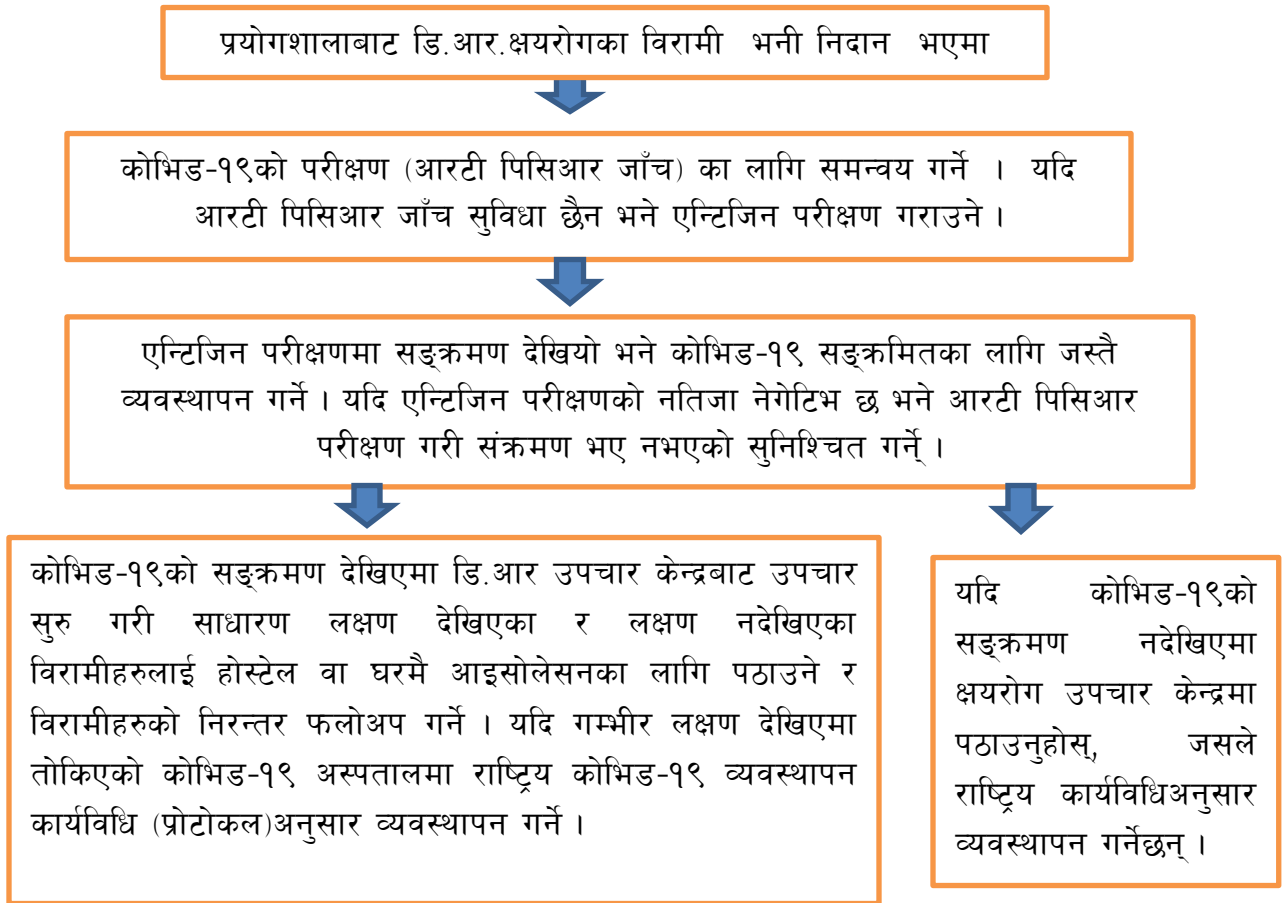 प्रयोगशालाबाट डि.आर.क्षयरोगका विरामी भनी निदान भएमा
कोभिड-१९को परीक्षण (आरटी पिसिआर जाँच) का लागि समन्वय गर्ने । यदि
आरटी पिसिआर जाँच सुविधा छैन भने एन्टिजिन परीक्षण गराउने ।
एन्टिजिन परीक्षणमा सङ्क्रमण देखियो भने कोभिड-१९ सङ्क्रमितका लागि जस्तै
व्यवस्थापन गर्ने । यदि एन्टिजिन परीक्षणको नतिजा नेगेटिभ छ भने आरटी पिसिआर
परीक्षण गरी संक्रमण भए नभएको सुनिश्चित गर्ने् ।
कोभिड-१९को सङ्क्रमण देखिएमा डि.आर उपचार केन्द्रबाट उपचार
सुरु गरी साधारण लक्षण देखिएका र लक्षण नदेखिएका
विरामीहरुलाई होस्टेल वा घरमै आइसोलेसनका लागि पठाउने र
विरामीहरुको निरन्तर फलोअप गर्ने । यदि गम्भीर लक्षण देखिएमा
तोकिएको कोभिड-१९ अस्पतालमा राष्ट्रिय कोभिड-१९ व्यवस्थापन
कार्यविधि (प्रोटोकल)अनुसार व्यवस्थापन गर्ने ।
यदि कोभिड-१९को
सङ्क्रमण नदेखिएमा
क्षयरोग उपचार केन्द्रमा
पठाउनुहोस्, जसले
राष्ट्रिय कार्यविधिअनुसार
व्यवस्थापन गर्नेछन् ।